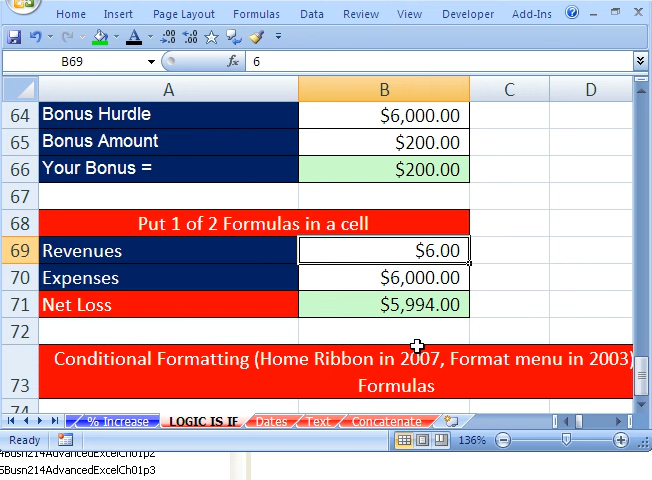 Home Insert Page Layout Formulas Data Review View Developer Add-Ins
B69 fx 6
A B C D
64 Bonus Hurdle $6,000.00
65 Bonus Amount $200.00
66 Your Bonus = $200.00
67
68 Put 1 of 2 Formulas in a cell
69 Revenues $6.00
70 Expenses $6,000.00
71 Net Loss $5,994.00
72
Conditional Formatting (Home Ribbon in 2007, Format menu in 2003)
73 Formulas
74
% Increase LOGIC IS IF Dates Text Concatenate
Ready 136%
4Busn214AdvancedExcelCh01p2
5Busn214AdvancedExcelCh01p3